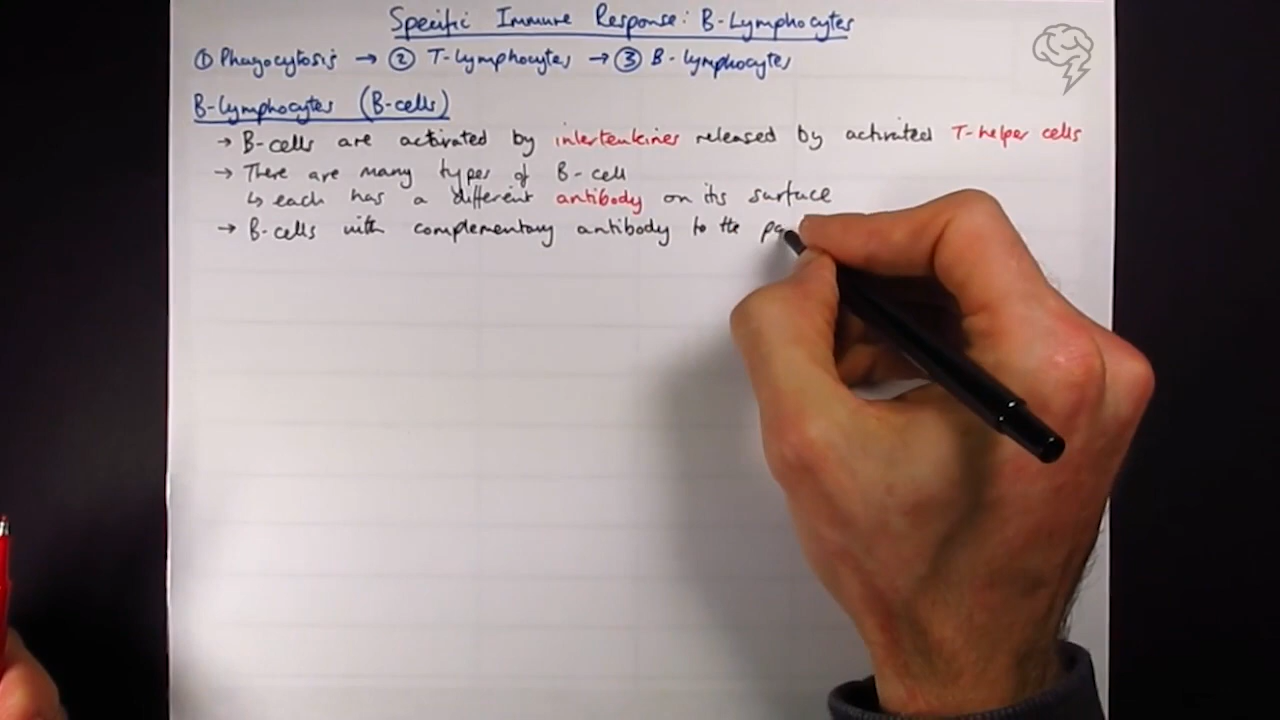 Specific Immune Response: B-Lymphocytes
① Phagocytosis → ② T-Lymphocytes → ③ B-lymphocytes
B-Lymphocytes (B-cells)
→ B-cells are activated by interleukines released by activated T-helper cells
→ There are many types of B-cell
↳ each has a different antibody on its surface
→ B-cells with complementary antibody to the pa